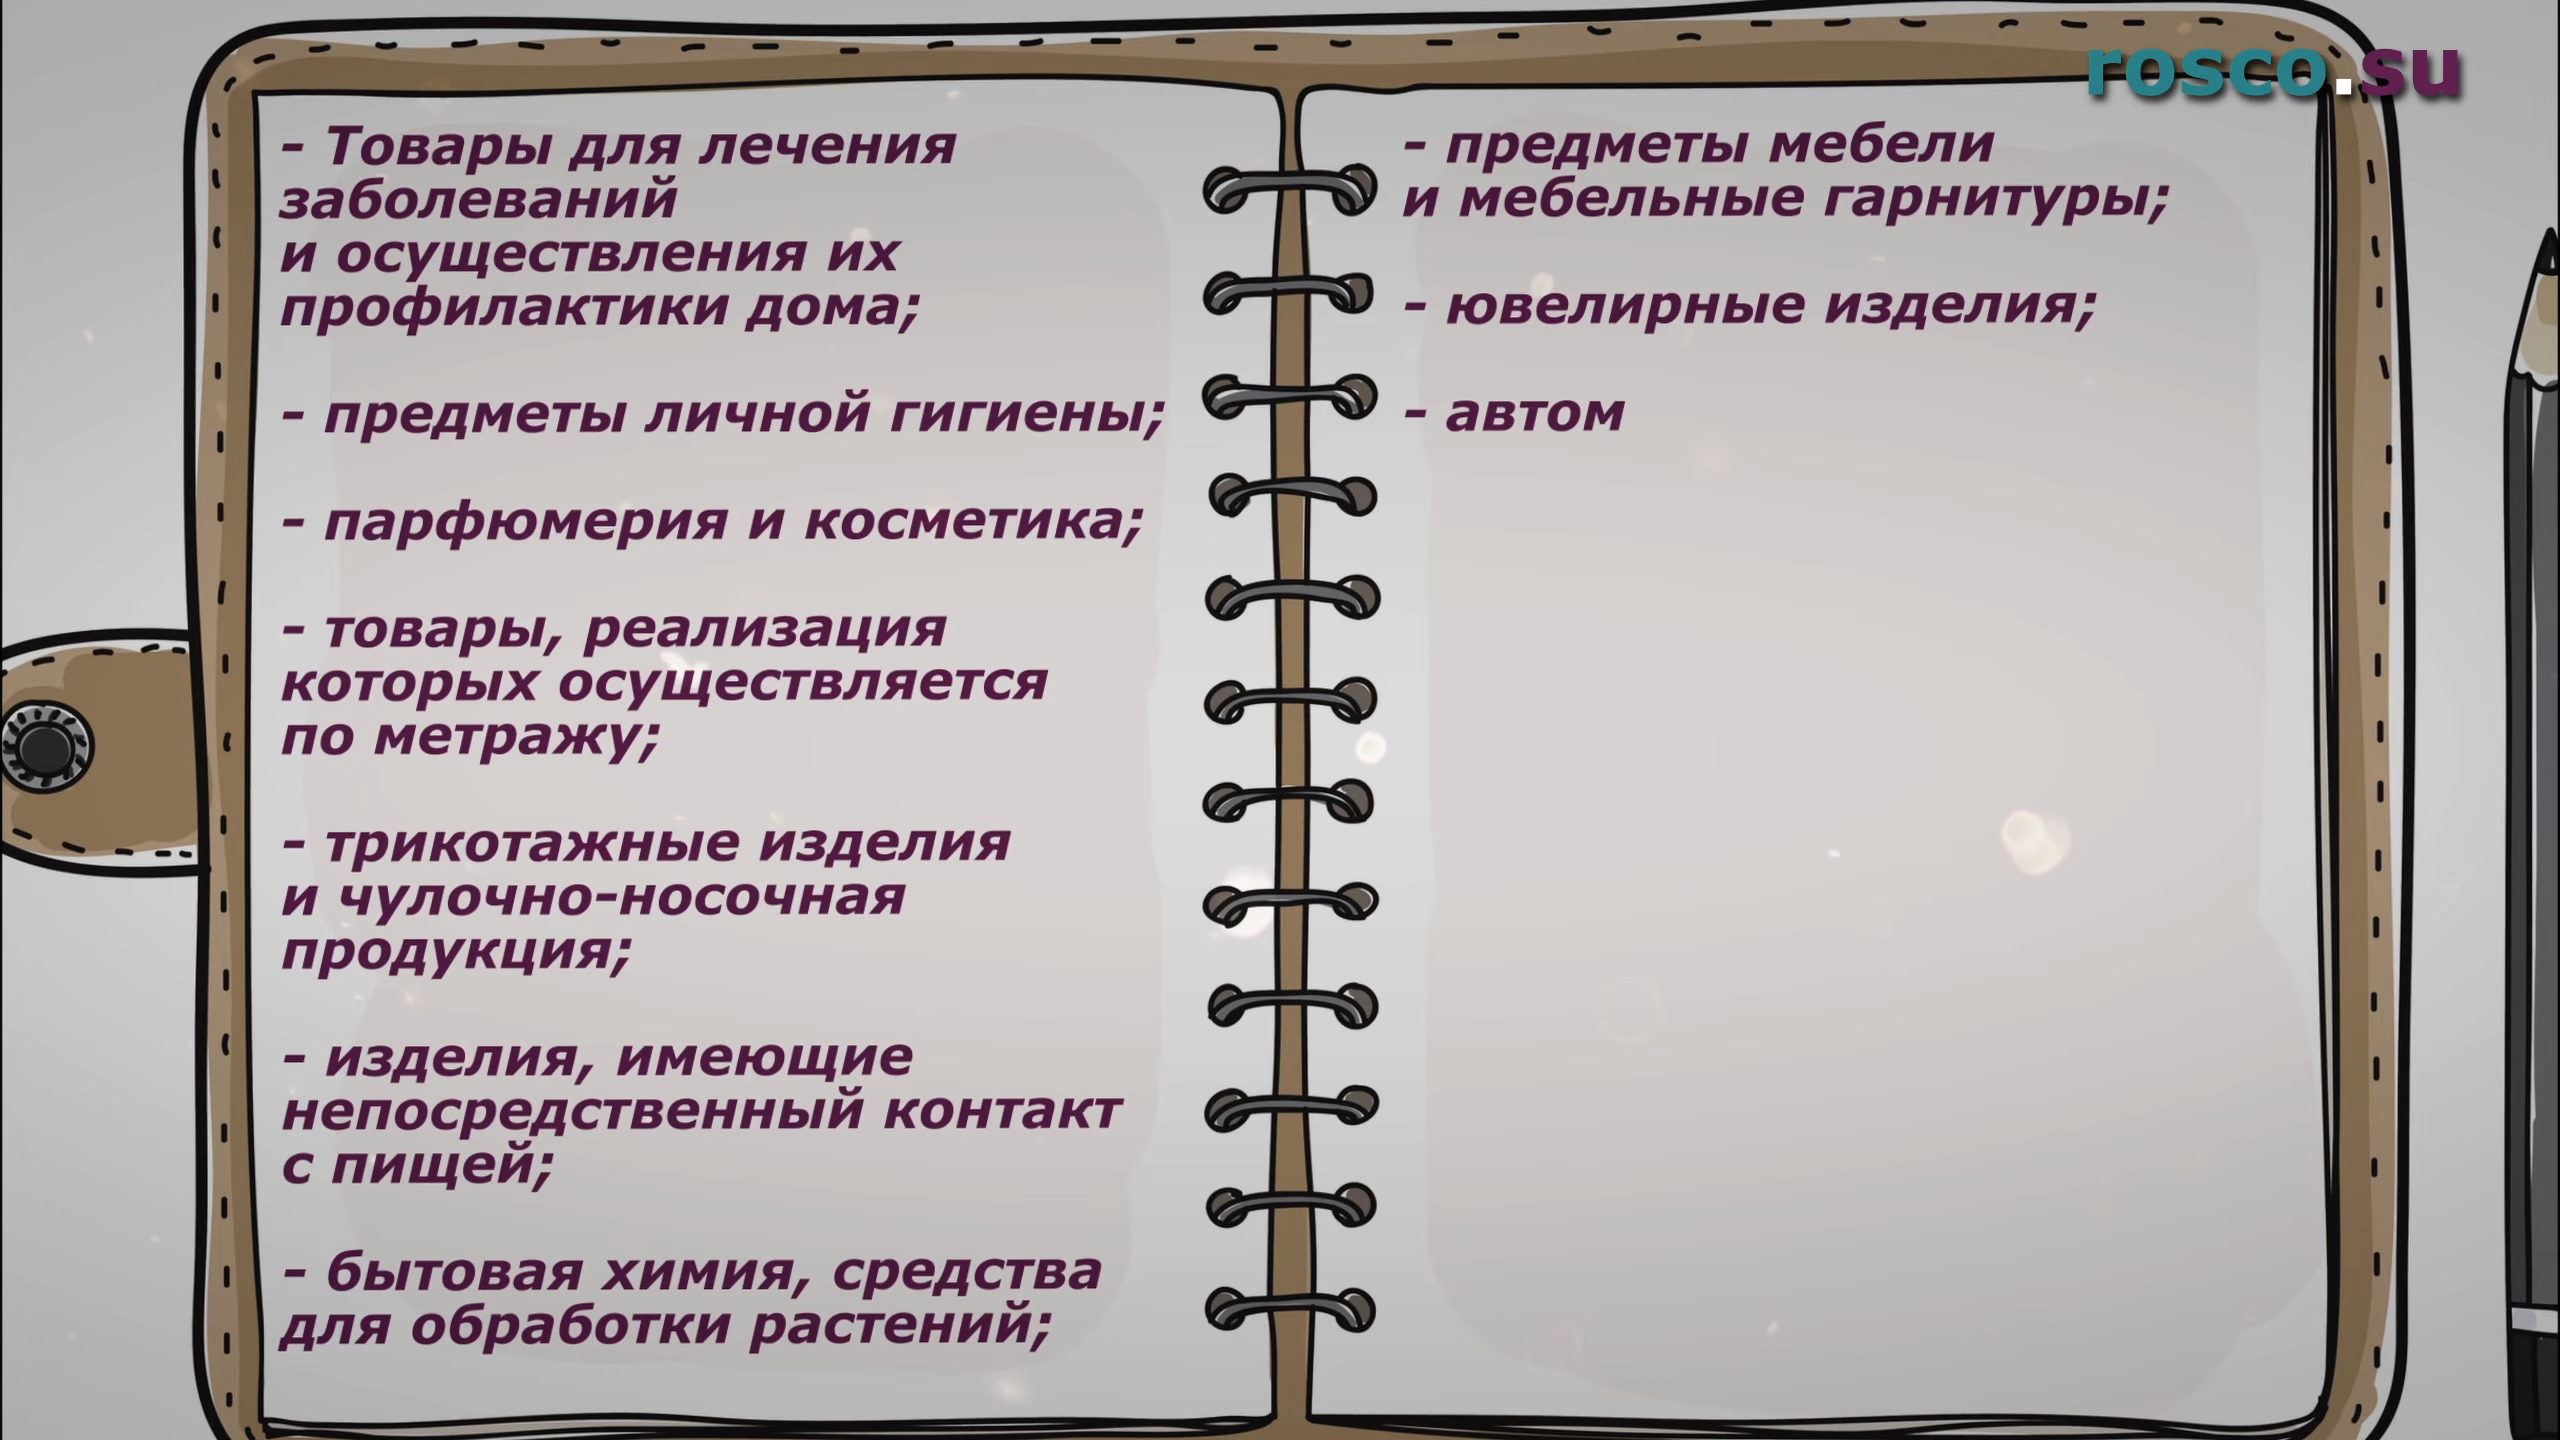 – Товары для лечения
заболеваний
и осуществления их
профилактики дома;
– предметы личной гигиены;
– парфюмерия и косметика;
– товары, реализация
которых осуществляется
по метражу;
– трикотажные изделия
и чулочно-носочная
продукция;
– изделия, имеющие
непосредственный контакт
с пищей;
– бытовая химия, средства
для обработки растений;
rosco.su
– предметы мебели
и мебельные гарнитуры;
– ювелирные изделия;
– автом